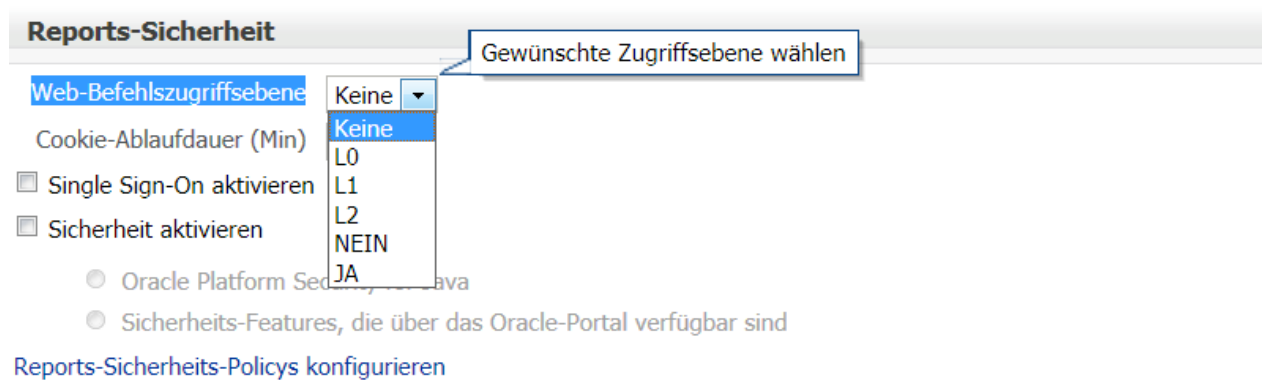 Reports-Sicherheit
Gewünschte Zugriffsebene wählen
Web-Befehlszugriffsebene Keine
Keine
Cookie-Ablaufdauer (Min)
L0
Single Sign-On aktivieren
L1
L2
Sicherheit aktivieren
NEIN
JA
Oracle Platform Java
Sicherheits-Features, die über das Oracle-Portal verfügbar sind
Reports-Sicherheits-Policys konfigurieren